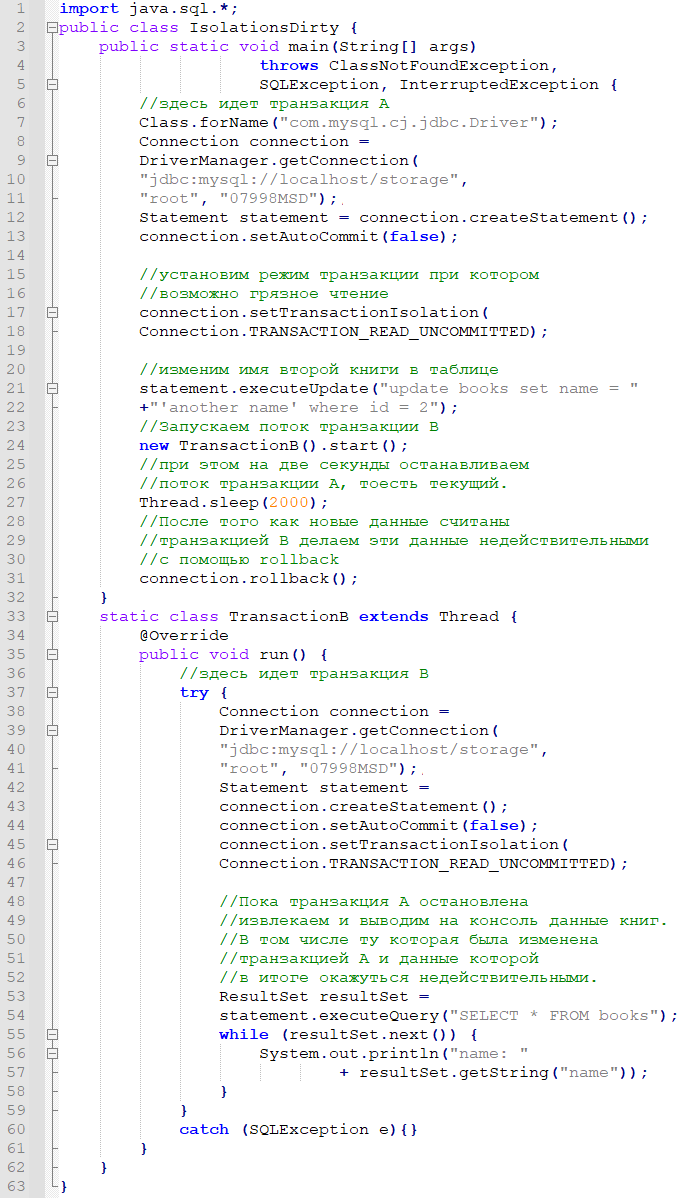 1 import java.sql.*;
2 public class IsolationsDirty {
3     public static void main(String[] args)
4                     throws ClassNotFoundException,
5                     SQLException, InterruptedException {
6         //здесь идет транзакция A
7         Class.forName("com.mysql.cj.jdbc.Driver");
8         Connection connection =
9         DriverManager.getConnection(
10         "jdbc:mysql://localhost/storage",
11         "root", "07998MSD");
12         Statement statement = connection.createStatement();
13         connection.setAutoCommit(false);
14
15         //установим режим транзакции при котором
16         //возможно грязное чтение
17         connection.setTransactionIsolation(
18         Connection.TRANSACTION_READ_UNCOMMITTED);
19
20         //изменим имя второй книги в таблице
21         statement.executeUpdate("update books set name = "
22         +"'another name' where id = 2");
23         //Запускаем поток транзакции B
24         new TransactionB().start();
25         //при этом на две секунды останавливаем
26         //поток транзакции A, тоесть текущий.
27         Thread.sleep(2000);
28         //После того как новые данные считаны
29         //транзакцией B делаем эти данные недействительными
30         //с помощью rollback
31         connection.rollback();
32     }
33     static class TransactionB extends Thread {
34         @Override
35         public void run() {
36             //здесь идет транзакция B
37             try {
38                 Connection connection =
39                 DriverManager.getConnection(
40                 "jdbc:mysql://localhost/storage",
41                 "root", "07998MSD");
42                 Statement statement =
43                 connection.createStatement();
44                 connection.setAutoCommit(false);
45                 connection.setTransactionIsolation(
46                 Connection.TRANSACTION_READ_UNCOMMITTED);
47
48                 //Пока транзакция A остановлена
49                 //извлекаем и выводим на консоль данные книг.
50                 //В том числе ту которая была изменена
51                 //транзакцией A и данные которой
52                 //в итоге окажуться недействительными.
53                 ResultSet resultSet =
54                 statement.executeQuery("SELECT * FROM books");
55                 while (resultSet.next()) {
56                     System.out.println("name: "
57                             + resultSet.getString("name"));
58                 }
59             }
60             catch (SQLException e){}
61         }
62     }
63 }